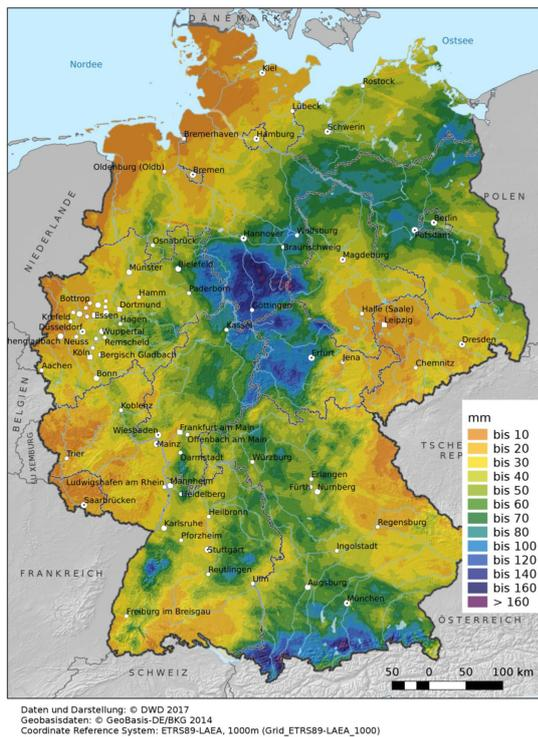 DÄNEMARK
Ostsee
Nordee
Kiel
Rostock
Lübeck
Schwerin
Bremerhaven
Hamburg
Oldenburg (Oldb)
Bremen
NIEDERLANDE
POLEN
Berlin
Potsdam
Hannover
Wolfsburg
Osnabrück
Braunschweig
Magdeburg
Münster
Bielefeld
Hamm
Paderborn
Bottrop
Dortmund
Göttingen
Halle (Saale)
Krefeld
Essen
Hagen
Leipzig
Düsseldorf
Wuppertal
Kassel
hengladbach
Neuss
Remscheid
Dresden
Köln
Bergisch Gladbach
Erfurt
Jena
Chemnitz
Aachen
Bonn
BELGIEN
Koblenz
Wiesbaden
Frankfurt am Main
Offenbach am Main
Mainz
LUXEMBURG
Trier
Darmstadt
Würzburg
TSCHE
REP
Ludwigshafen am Rhein
Mannheim
Erlangen
Heidelberg
Fürth
Nürnberg
Saarbrücken
Heilbronn
Karlsruhe
Regensburg
Pforzheim
Stuttgart
Ingolstadt
FRANKREICH
Reutlingen
Ulm
Augsburg
München
Freiburg im Breisgau
ÖSTERREICH
SCHWEIZ
mm
bis 10
bis 20
bis 30
bis 40
bis 50
bis 60
bis 70
bis 80
bis 100
bis 120
bis 140
bis 160
> 160
50 0 50 100 km
Daten und Darstellung: © DWD 2017
Geobasisdaten: © GeoBasis-DE/BKG 2014
Coordinate Reference System: ETRS89-LAEA, 1000m (Grid_ETRS89-LAEA_1000)